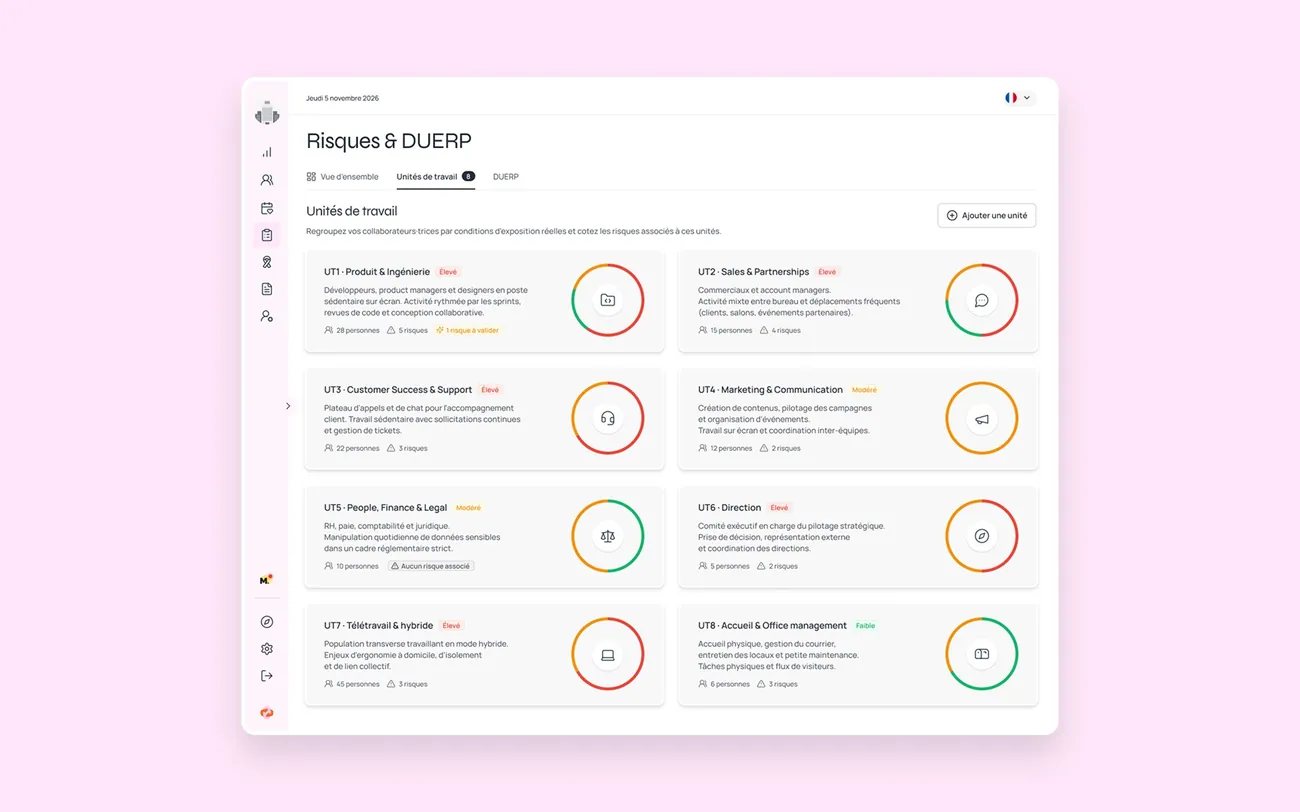 Jeudi 5 novembre 2026
Risques & DUERP
Vue d'ensemble
Unités de travail 8
DUERP
Unités de travail
Regroupez vos collaborateurs·trices par conditions d'exposition réelles et cotez les risques associés à ces unités.
Ajouter une unité
UT1 · Produit & Ingénierie Élevé
Développeurs, product managers et designers en poste
sédentaire sur écran. Activité rythmée par les sprints,
revues de code et conception collaborative.
28 personnes 5 risques 1 risque à valider
UT2 · Sales & Partnerships Élevé
Commerciaux et account managers.
Activité mixte entre bureau et déplacements fréquents
(clients, salons, événements partenaires).
15 personnes 4 risques
UT3 · Customer Success & Support Élevé
Plateau d'appels et de chat pour l'accompagnement
client. Travail sédentaire avec sollicitations continues
et gestion de tickets.
22 personnes 3 risques
UT4 · Marketing & Communication Modéré
Création de contenus, pilotage des campagnes
et organisation d'événements.
Travail sur écran et coordination inter-équipes.
12 personnes 2 risques
UT5 · People, Finance & Legal Modéré
RH, paie, comptabilité et juridique.
Manipulation quotidienne de données sensibles
dans un cadre réglementaire strict.
10 personnes Aucun risque associé
UT6 · Direction Élevé
Comité exécutif en charge du pilotage stratégique.
Prise de décision, représentation externe
et coordination des directions.
5 personnes 2 risques
UT7 · Télétravail & hybride Élevé
Population transverse travaillant en mode hybride.
Enjeux d'ergonomie à domicile, d'isolement
et de lien collectif.
45 personnes 3 risques
UT8 · Accueil & Office management Faible
Accueil physique, gestion du courrier,
entretien des locaux et petite maintenance.
Tâches physiques et flux de visiteurs.
6 personnes 3 risques
M.